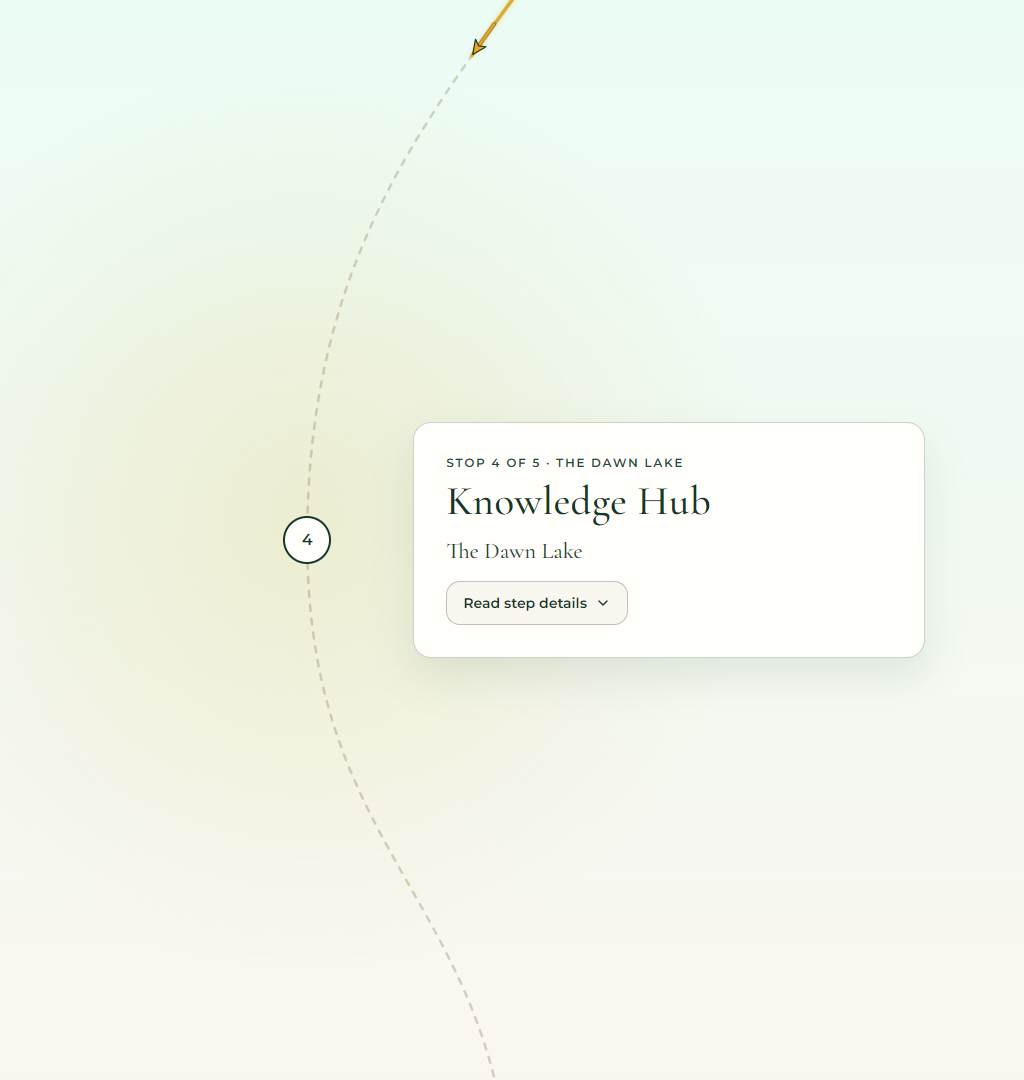 STOP 4 OF 5 · THE DAWN LAKE
Knowledge Hub
4
The Dawn Lake
Read step details